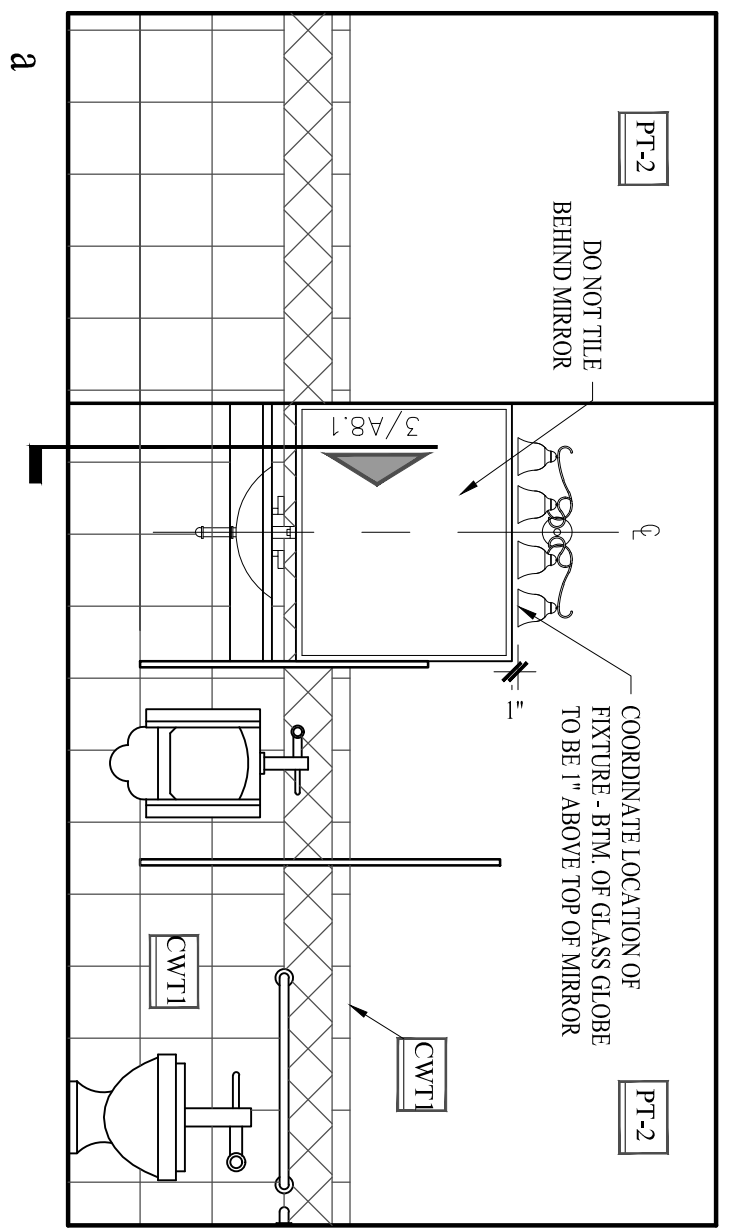 PT-2
DO NOT TILE
BEHIND MIRROR
3/A8.1
CL
1"
COORDINATE LOCATION OF
FIXTURE - BTM. OF GLASS GLOBE
TO BE 1" ABOVE TOP OF MIRROR
PT-2
CWT1
CWT1
a